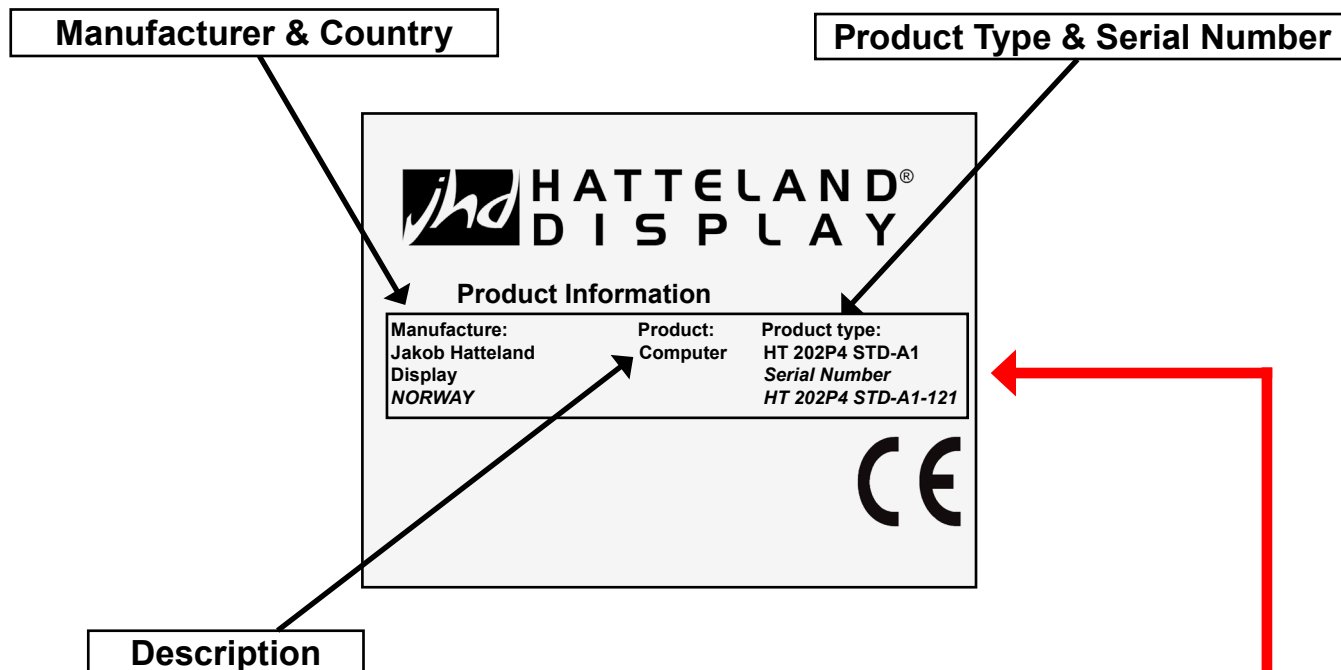 Manufacturer & Country
Product Type & Serial Number
jhd HATTELAND®
DISPLAY
Product Information
Manufacture: Product: Product type:
Jakob Hatteland Computer HT 202P4 STD-A1
Display Serial Number
NORWAY HT 202P4 STD-A1-121
CE
Description